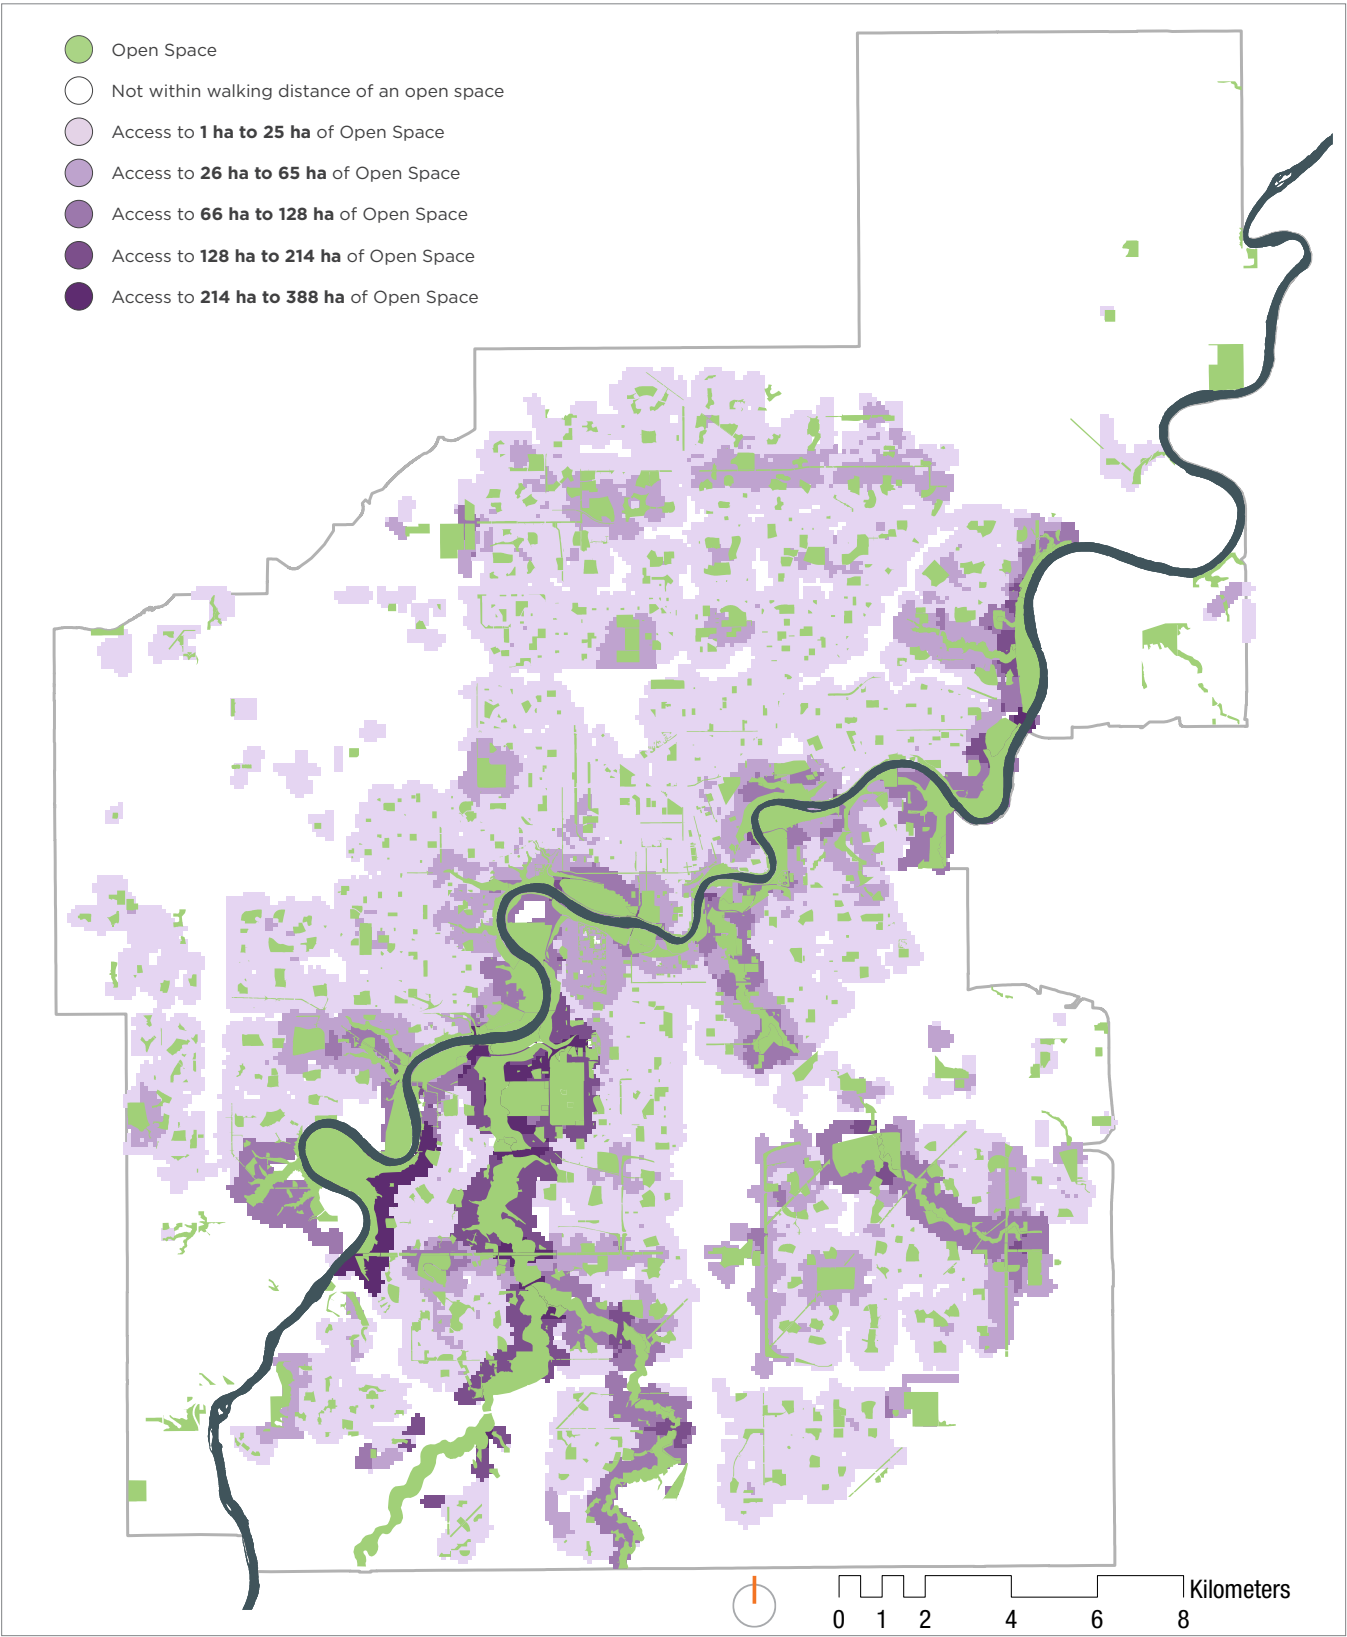 Open Space
Not within walking distance of an open space
Access to 1 ha to 25 ha of Open Space
Access to 26 ha to 65 ha of Open Space
Access to 66 ha to 128 ha of Open Space
Access to 128 ha to 214 ha of Open Space
Access to 214 ha to 388 ha of Open Space
Kilometers
0 1 2 4 6 8